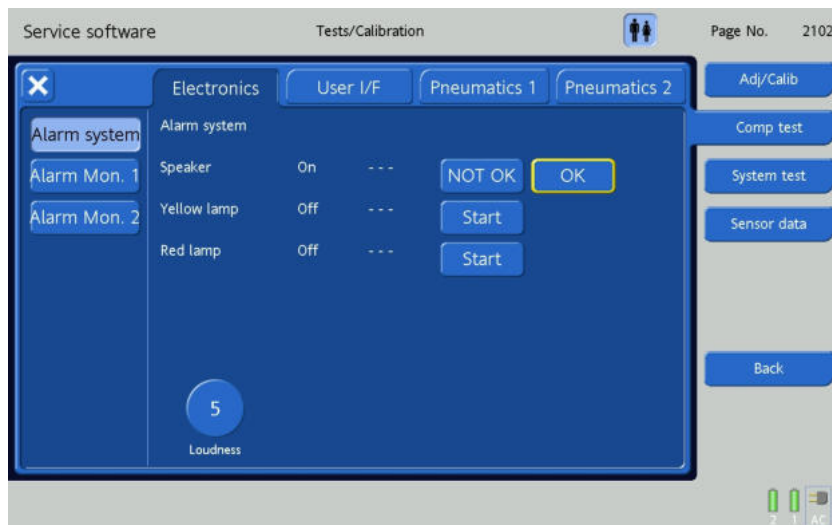 Service software Tests/Calibration Page No. 2102
Electronics User I/F Pneumatics 1 Pneumatics 2 Adj/Calib
Alarm system Alarm system Comp test
Speaker On --- NOT OK OK
Alarm Mon. 1 System test
Yellow lamp Off --- Start
Alarm Mon. 2 Sensor data
Red lamp Off --- Start
Back
5
Loudness
2 1 AC